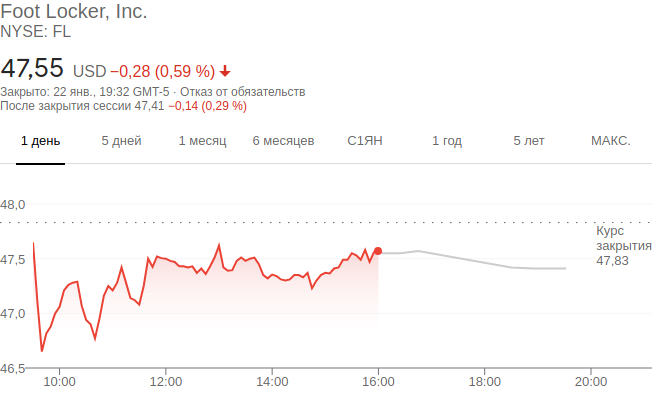 Foot Locker, Inc.
NYSE: FL
47,55 USD −0,28 (0,59 %)
Закрыто: 22 янв., 19:32 GMT-5 · Отказ от обязательств
После закрытия сессии 47,41 −0,14 (0,29 %)
1 день 5 дней 1 месяц 6 месяцев С1ЯН 1 год 5 лет МАКС.
48,0
Курс
закрытия
47,83
47,5
47,0
46,5
10:00 12:00 14:00 16:00 18:00 20:00